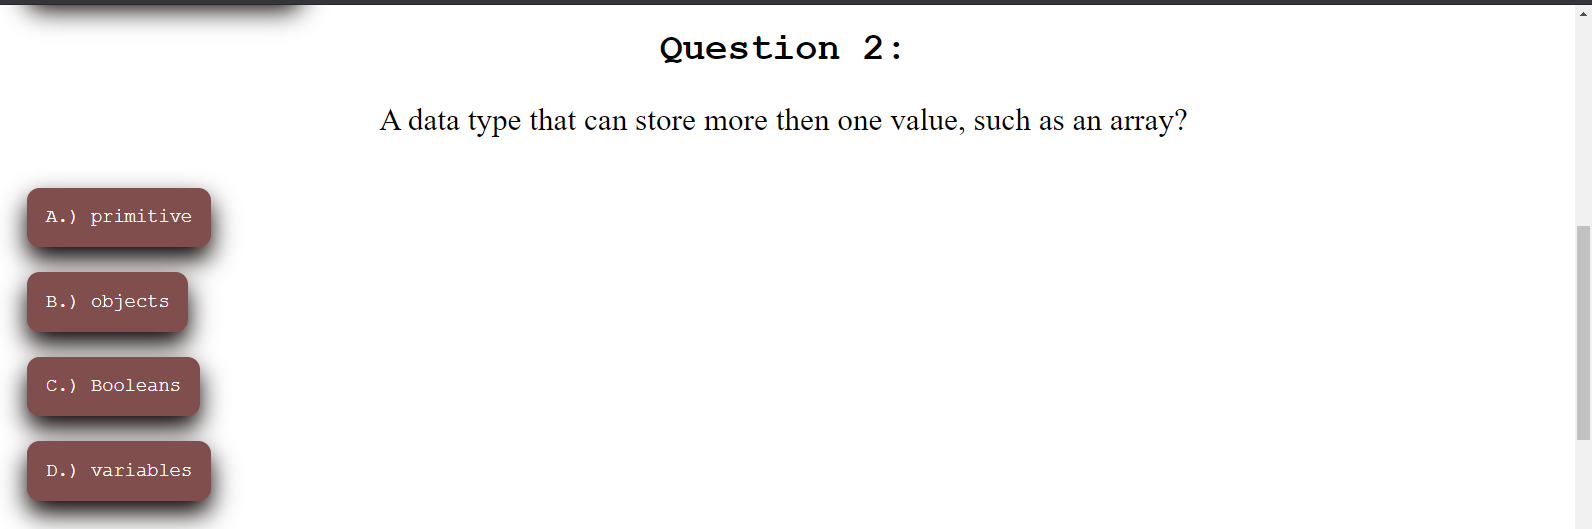 Question 2:
A data type that can store more then one value, such as an array?
A.) primitive
B.) objects
C.) Booleans
D.) variables